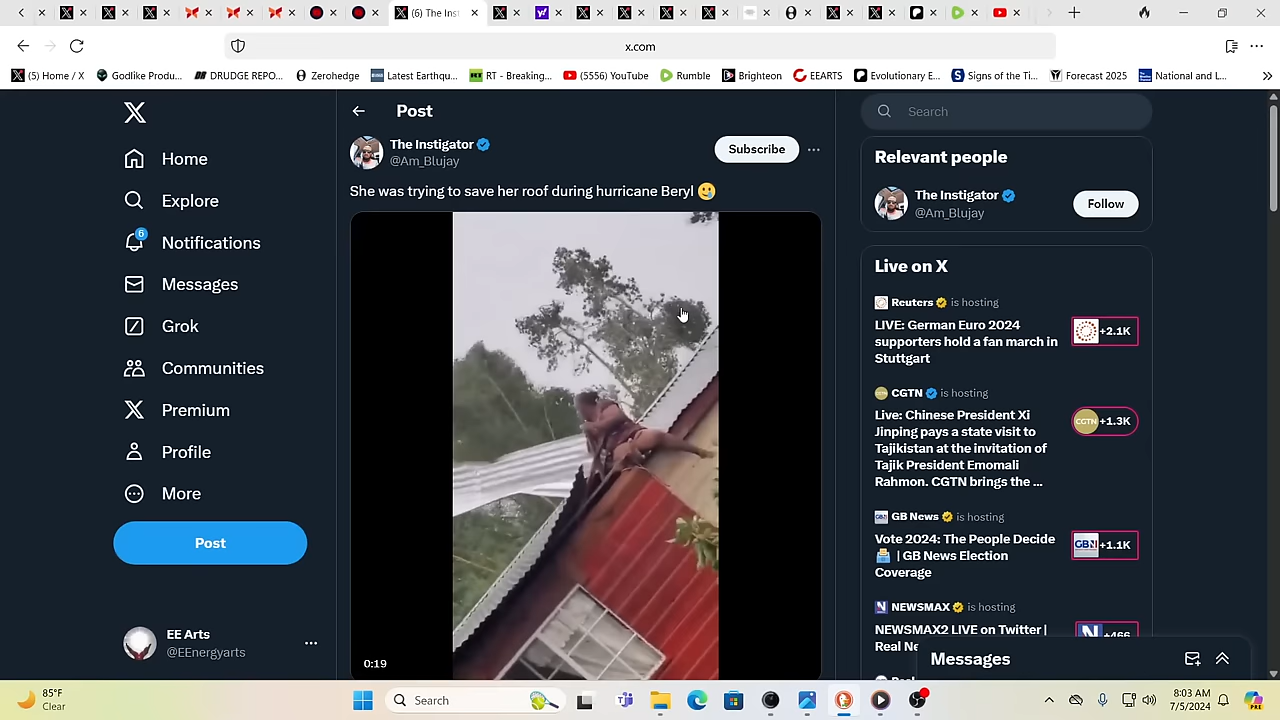 (6) The Inst
x.com
(5) Home / X
Godlike Produ...
DRUDGE REPO...
Zerohedge
Latest Earthqu...
RT - Breaking...
(5556) YouTube
Rumble
Brighteon
EEARTS
Evolutionary E...
Signs of the Ti...
Forecast 2025
National and L...
Home
Explore
6
Notifications
Messages
Grok
Communities
Premium
Profile
More
Post
EE Arts
@EEnergyarts
Post
The Instigator
@Am_Blujay
Subscribe
She was trying to save her roof during hurricane Beryl
0:19
Search
Relevant people
The Instigator
@Am_Blujay
Follow
Live on X
Reuters is hosting
LIVE: German Euro 2024
supporters hold a fan march in
Stuttgart
+2.1K
CGTN is hosting
Live: Chinese President Xi
Jinping pays a state visit to
Tajikistan at the invitation of
Tajik President Emomali
Rahmon. CGTN brings the ...
CGTN
+1.3K
GB News is hosting
Vote 2024: The People Decide
| GB News Election
Coverage
GBN
+1.1K
NEWSMAX is hosting
NEWSMAX2 LIVE on Twitter |
Real Ne
N
+466
Messages
85°F
Clear
Search
8:03 AM
7/5/2024